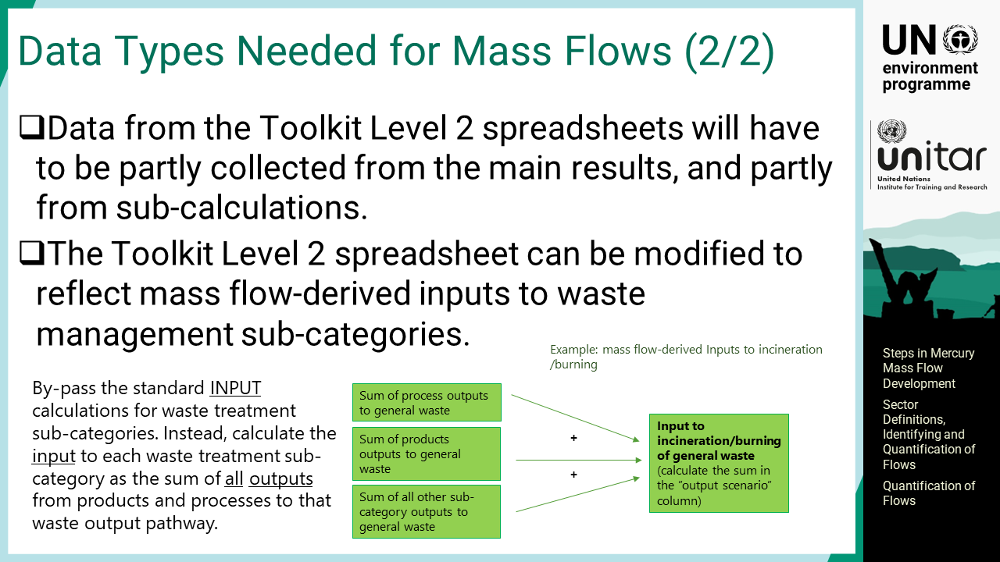 Data Types Needed for Mass Flows (2/2)
❑Data from the Toolkit Level 2 spreadsheets will have
to be partly collected from the main results, and partly
from sub-calculations.
❑The Toolkit Level 2 spreadsheet can be modified to
reflect mass flow-derived inputs to waste
management sub-categories.
Example: mass flow-derived Inputs to incineration
/burning
By-pass the standard INPUT
calculations for waste treatment
sub-categories. Instead, calculate the
input to each waste treatment sub-
category as the sum of all outputs
from products and processes to that
waste output pathway.
Sum of process outputs
to general waste
Sum of products
outputs to general
waste
Sum of all other sub-
category outputs to
general waste
+
+
Input to
incineration/burning
of general waste
(calculate the sum in
the “output scenario”
column)
UN
environment
programme
unitar
United Nations
Institute for Training and Research
Steps in Mercury
Mass Flow
Development
Sector
Definitions,
Identifying and
Quantification of
Flows
Quantification of
Flows